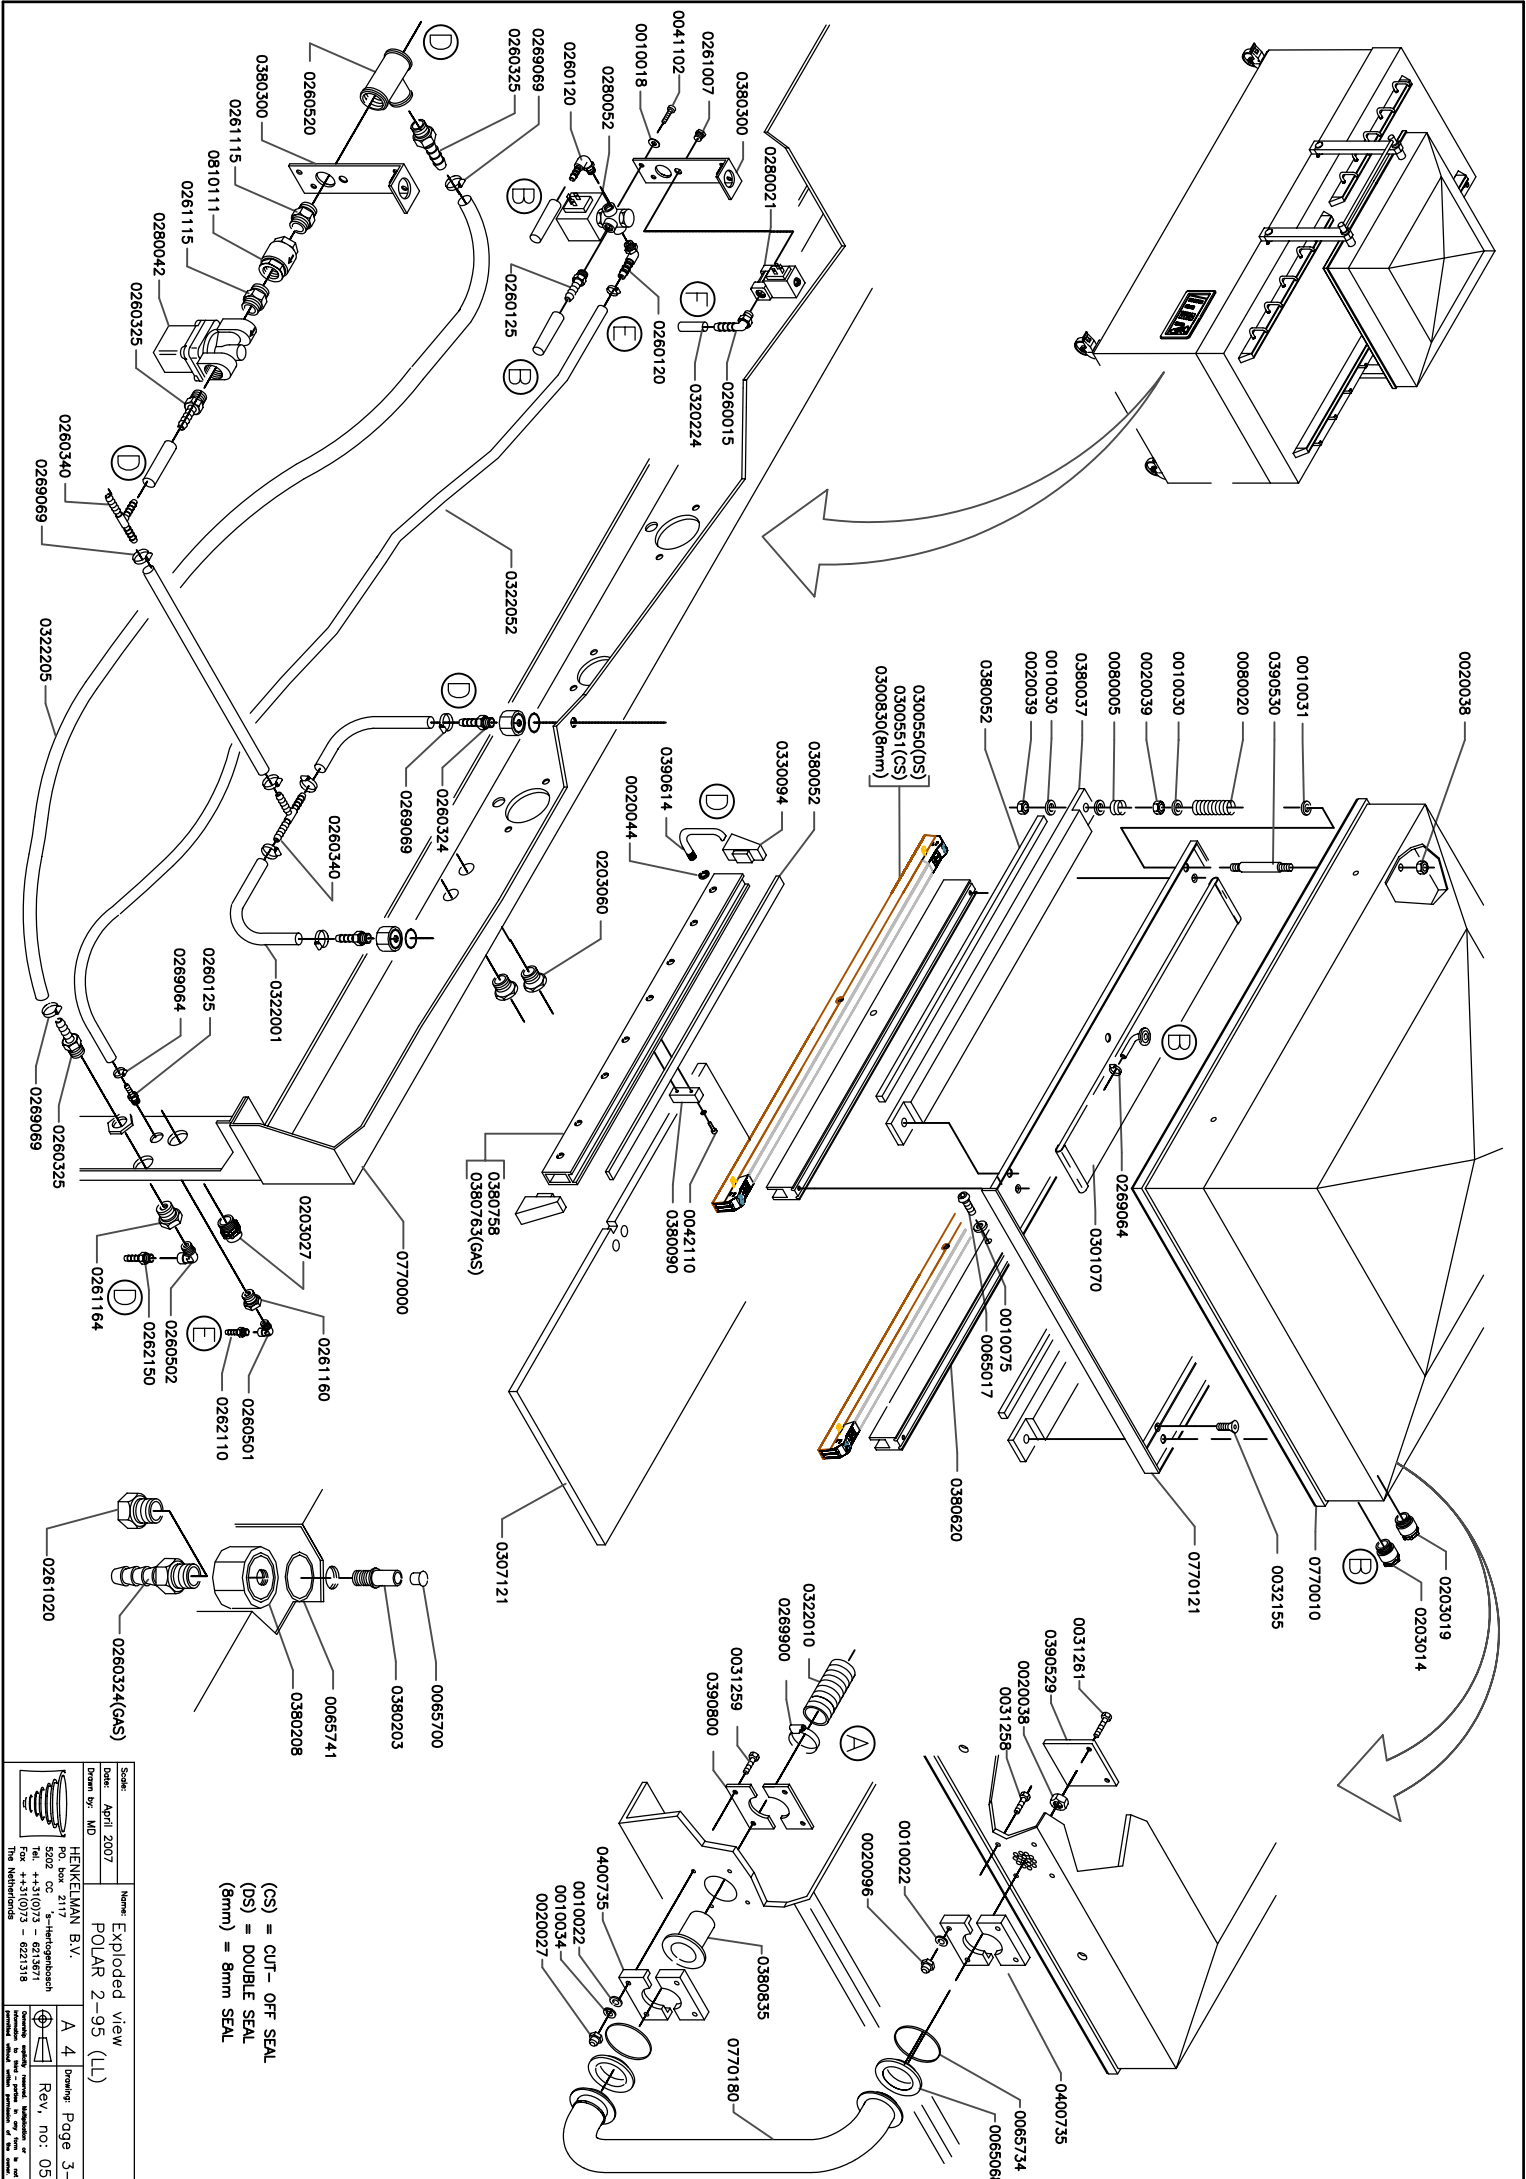 D
0260520
0380300
0261115
0810111
0261115
0280042
0260325
D
0260340
0269069
0260325
0269069
0260120
0280052
0010018
0041102
0261007
0380300
0280021
B
0260125
B
E
0260120
F
0320224
0260015
0322052
0322205
D
0269069
0260324
0260340
0322001
0269069
0260325
0269064
0260125
0203060
0020044
0390614
D
0330094
0380052
0380758
0380763(GAS)
0380090
0042110
0770000
0203027
0261164
D
0262150
0260502
E
0262110
0260501
0261160
0307121
0300550(DS)
0300551(CS)
0300830(8mm)
0380052
0020039
0010030
0380037
0080005
0020039
0010030
0080020
0390530
0010031
0020038
B
0269064
0301070
0010075
0065017
0380620
0770121
0032155
0770010
B
0203014
0203019
0261020
0260324(GAS)
0380208
0065741
0380203
0065700
0322010
0269900
0031259
0390800
A
0031261
0390529
0020038
0031258
0010022
0020096
0400735
0065734
0770180
0380835
0400735
0010022
0010034
0020027
(CS) = CUT- OFF SEAL
(DS) = DOUBLE SEAL
(8mm) = 8mm SEAL
Scale:
Date: April 2007
Drawn by: MD
Name: Exploded view
POLAR 2-95 (LL)
HENKELMAN B.V.
PO. box 2117
5202 CC 's-Hertogenbosch
Tel. ++31(0)73 - 6213671
Fax ++31(0)73 - 6221318
The Netherlands
A 4
Drawing: Page 3-
Rev, no: 05